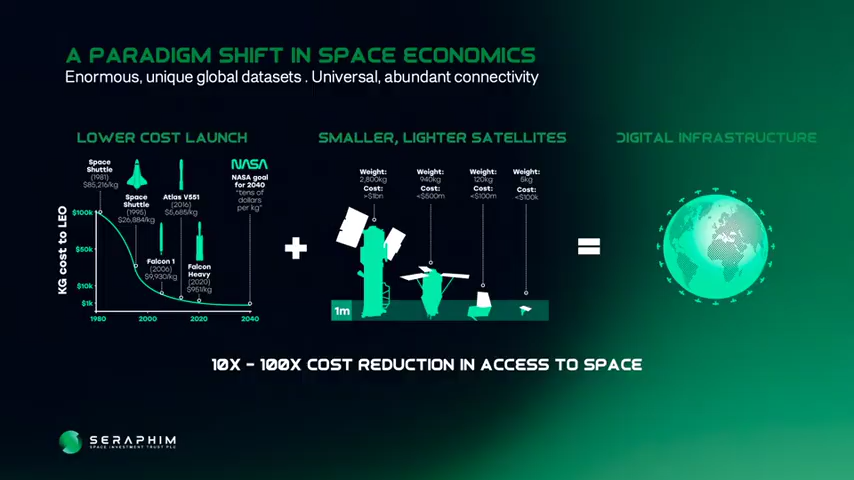 A PARADIGM SHIFT IN SPACE ECONOMICS
Enormous, unique global datasets . Universal, abundant connectivity
LOWER COST LAUNCH
KG cost to LEO
$100k
$50k
$10k
$1k
1980
2000
2020
2040
Space
Shuttle
(1981)
$85,216/kg
Space
Shuttle
(1995)
$26,884/kg
Falcon 1
(2006)
$9,930/kg
Atlas V551
(2016)
$5,685/kg
Falcon
Heavy
(2020)
$951/kg
NASA
NASA goal
for 2040
"tens of
dollars
per kg"
+
SMALLER, LIGHTER SATELLITES
Weight:
2,800kg
Cost:
>$1bn
Weight:
940kg
Cost:
<$500m
Weight:
120kg
Cost:
<$100m
Weight:
5kg
Cost:
<$100k
1m
=
DIGITAL INFRASTRUCTURE
10X - 100X COST REDUCTION IN ACCESS TO SPACE
SERAPHIM
SPACE INVESTMENT TRUST PLC